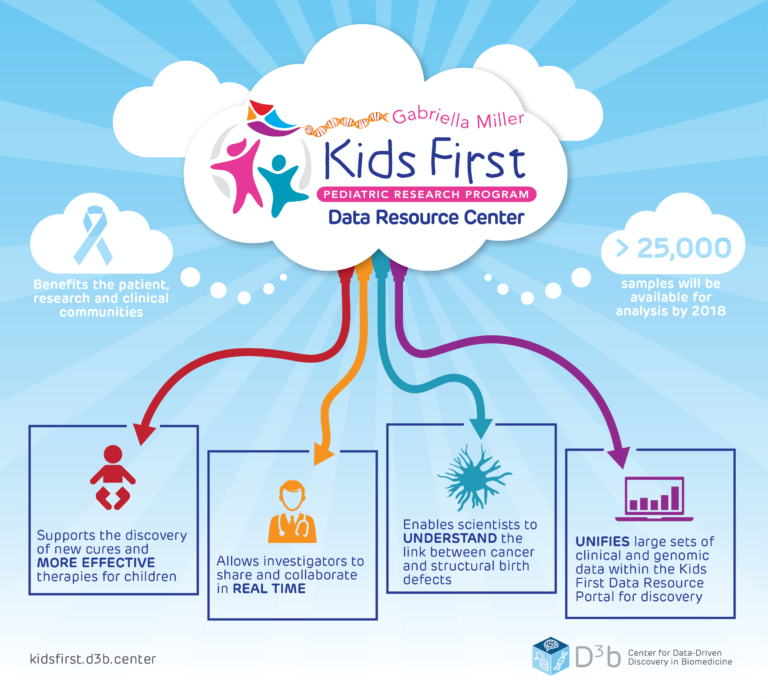 Gabriella Miller
Kids First
PEDIATRIC RESEARCH PROGRAM
Data Resource Center
Benefits the patient,
research and clinical
communities
> 25,000
samples will be
available for
analysis by 2018
Supports the discovery
of new cures and
MORE EFFECTIVE
therapies for children
Allows investigators to
share and collaborate
in REAL TIME
Enables scientists to
UNDERSTAND the
link between cancer
and structural birth
defects
UNIFIES large sets of
clinical and genomic
data within the Kids
First Data Resource
Portal for discovery
kidsfirst.d3b.center
D³b
Center for Data-Driven
Discovery in Biomedicine